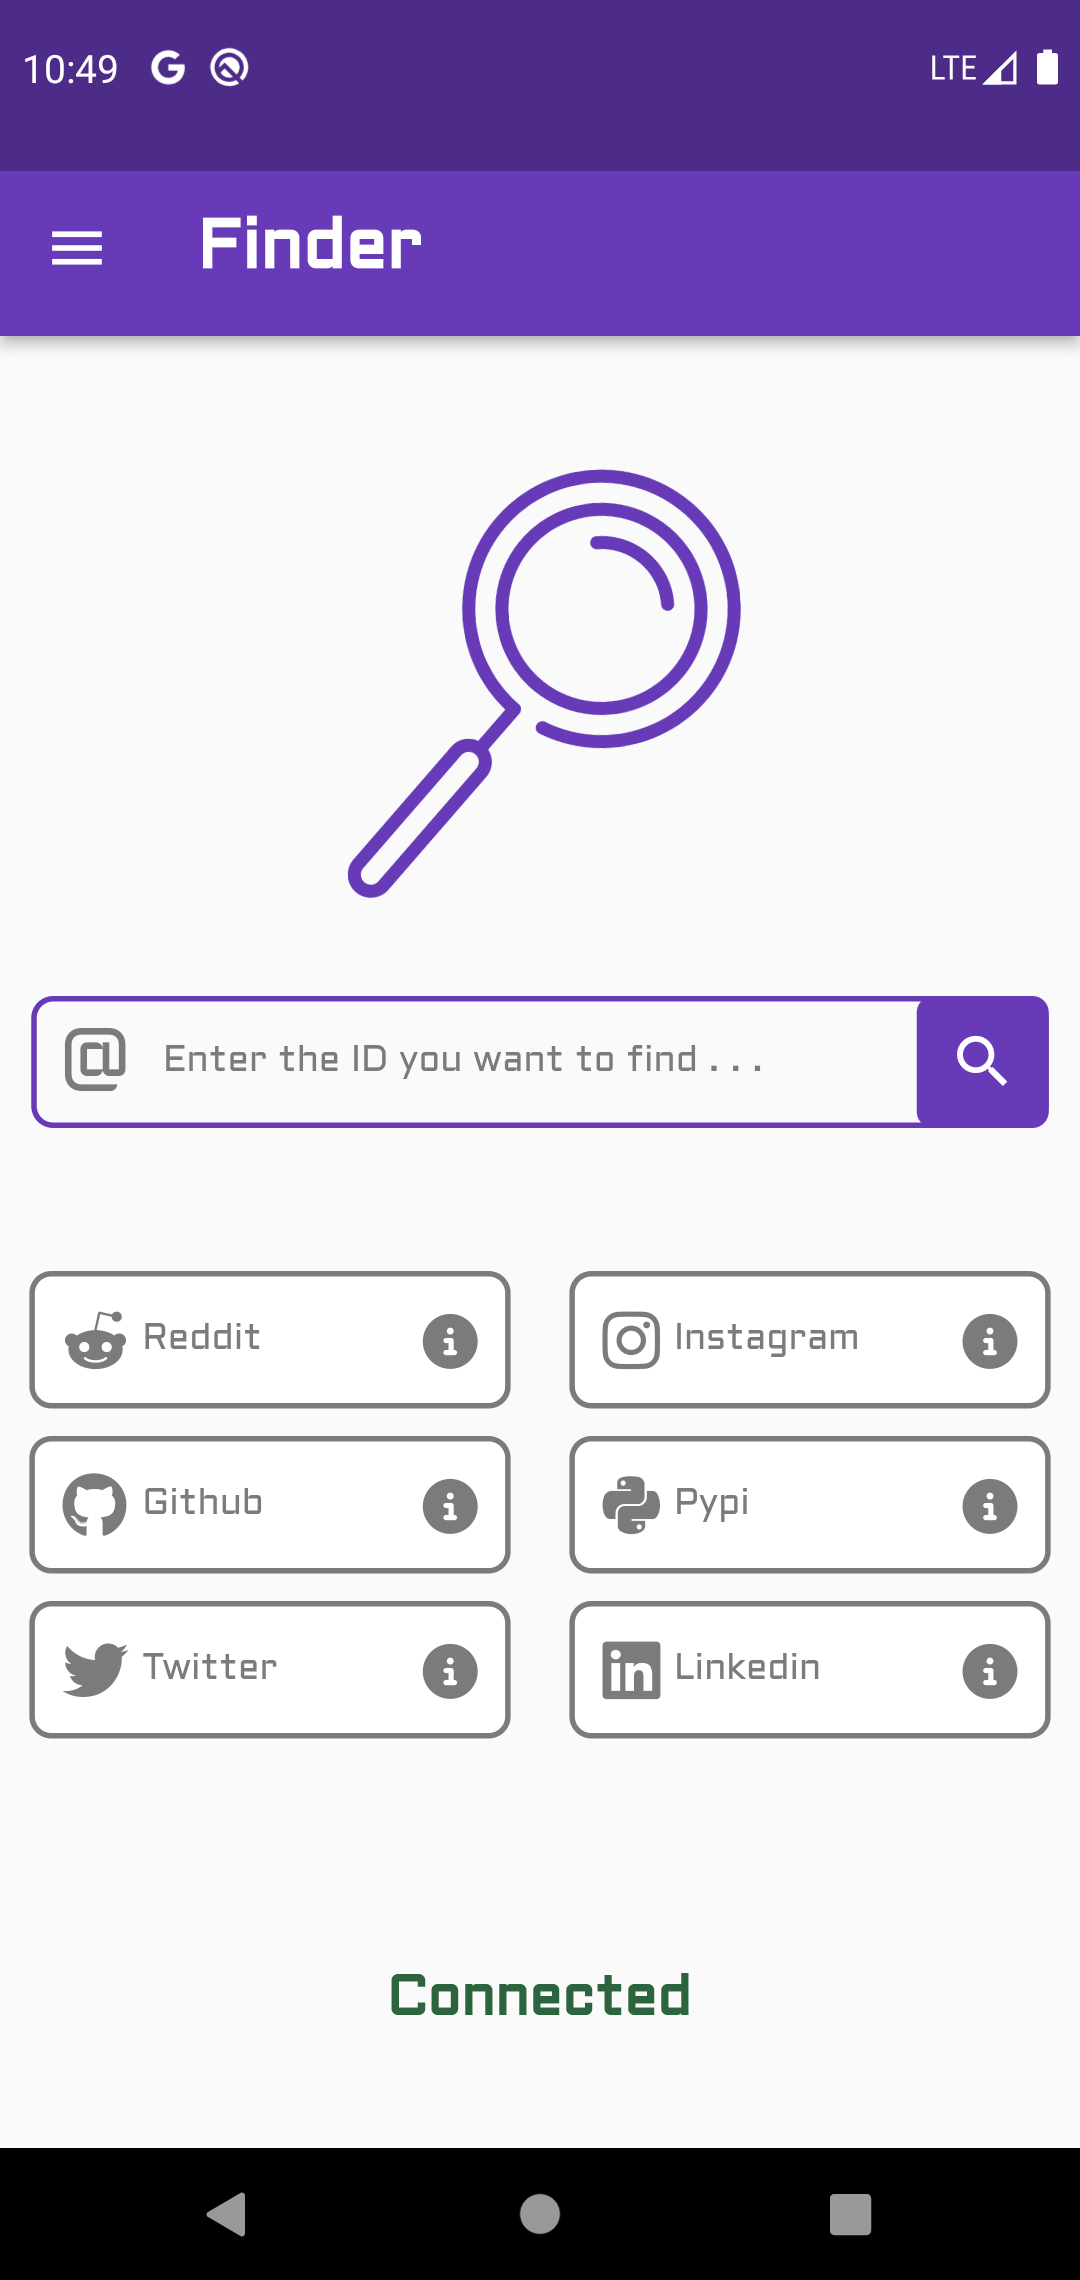 10:49 LTE
Finder
Enter the ID you want to find . . .
Reddit Instagram
Github Pypi
Twitter Linkedin
Connected